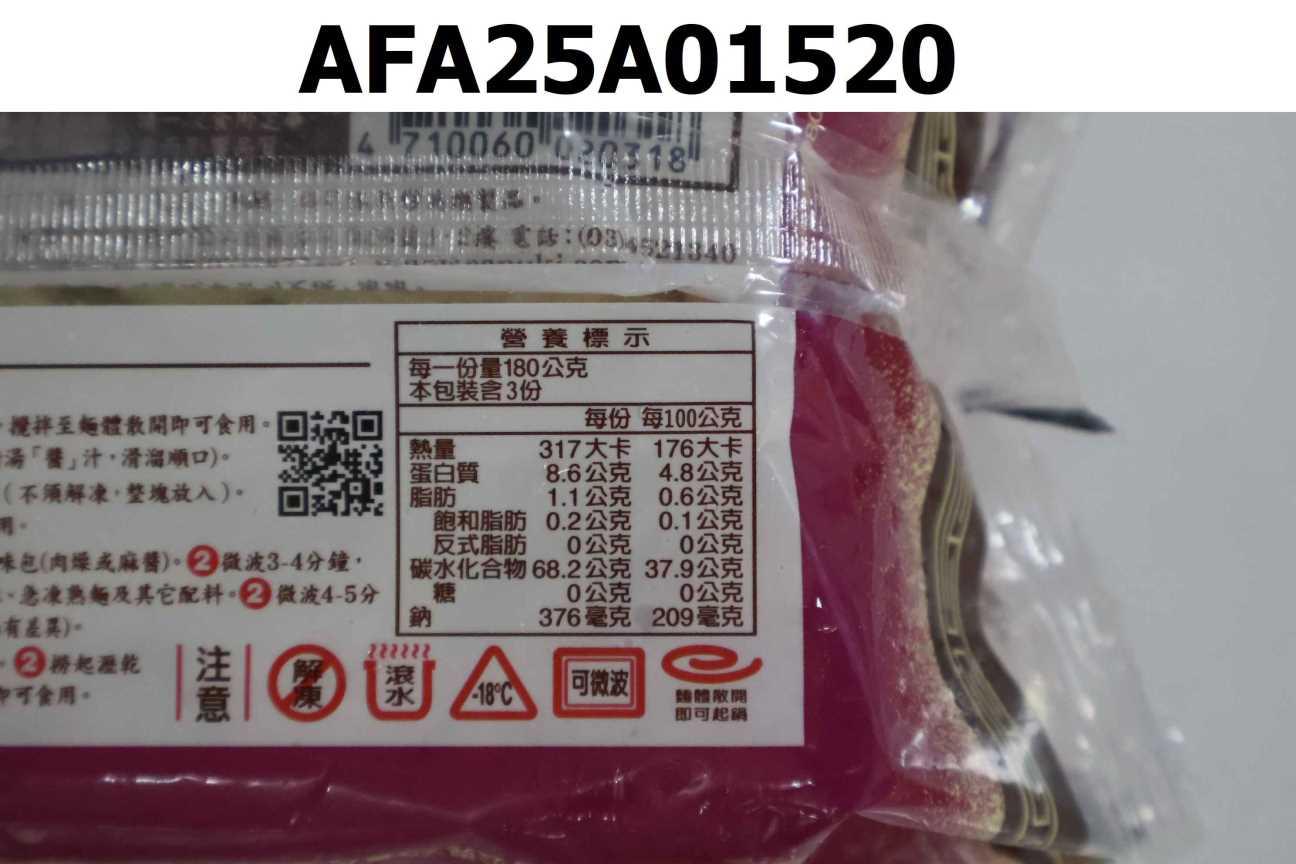 AFA25A01520
4 710060 020318
電話:(03)4521340
營養標示
每一份量180公克
本包裝含3份
每份 每100公克
熱量 317大卡 176大卡
蛋白質 8.6公克 4.8公克
脂肪 1.1公克 0.6公克
飽和脂肪 0.2公克 0.1公克
反式脂肪 0公克 0公克
碳水化合物 68.2公克 37.9公克
糖 0公克 0公克
鈉 376毫克 209毫克
，攪拌至麵體散開即可食用。
湯「醬」汁，滑溜順口)。
(不須解凍，整塊放入)。
用。
味包(肉燥或麻醬)。2微波3-4分鐘，
、急凍熟麵及其它配料。2微波4-5分
有差異)。
。2撈起瀝乾
即可食用。
注意
解凍
滾水
-18℃
可微波
麵體散開
即可起鍋